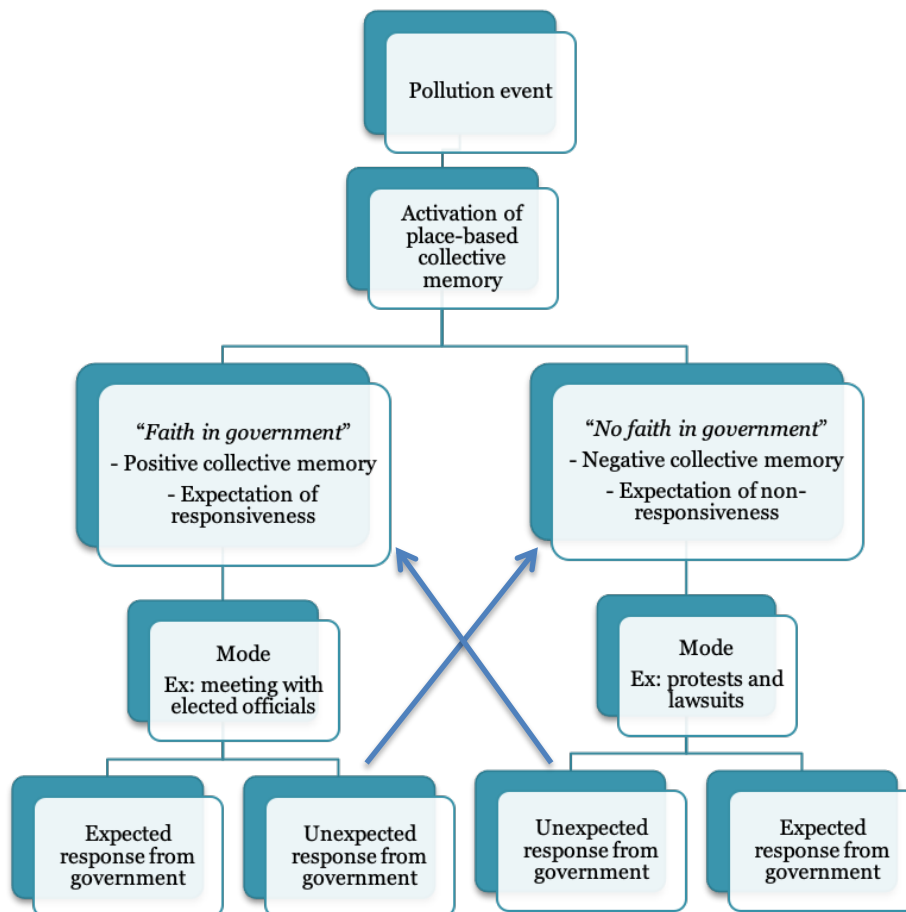 Pollution event
Activation of
place-based
collective
memory
“Faith in government”
- Positive collective memory
- Expectation of
responsiveness
“No faith in government”
- Negative collective memory
- Expectation of non-
responsiveness
Mode
Ex: meeting with
elected officials
Mode
Ex: protests and
lawsuits
Expected
response from
government
Unexpected
response from
government
Unexpected
response from
government
Expected
response from
government